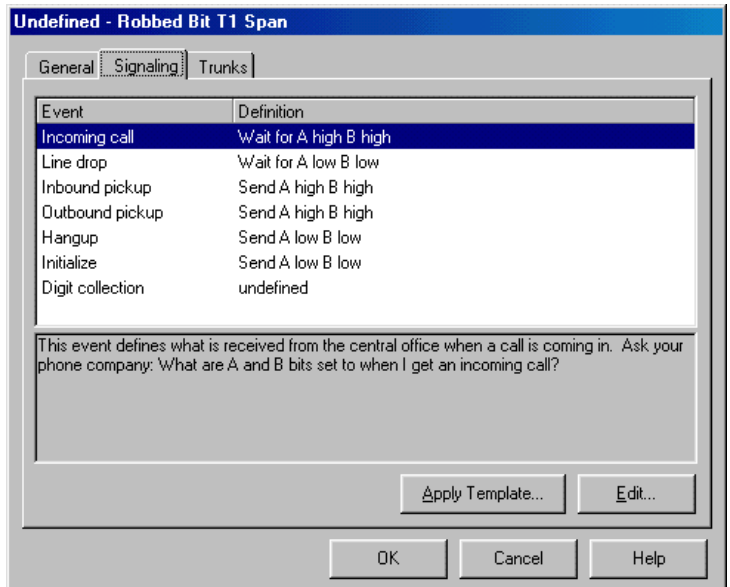 Undefined - Robbed Bit T1 Span
General Signaling Trunks
Event Definition
Incoming call Wait for A high B high
Line drop Wait for A low B low
Inbound pickup Send A high B high
Outbound pickup Send A high B high
Hangup Send A low B low
Initialize Send A low B low
Digit collection undefined
This event defines what is received from the central office when a call is coming in. Ask your
phone company: What are A and B bits set to when I get an incoming call?
Apply Template... Edit...
OK Cancel Help